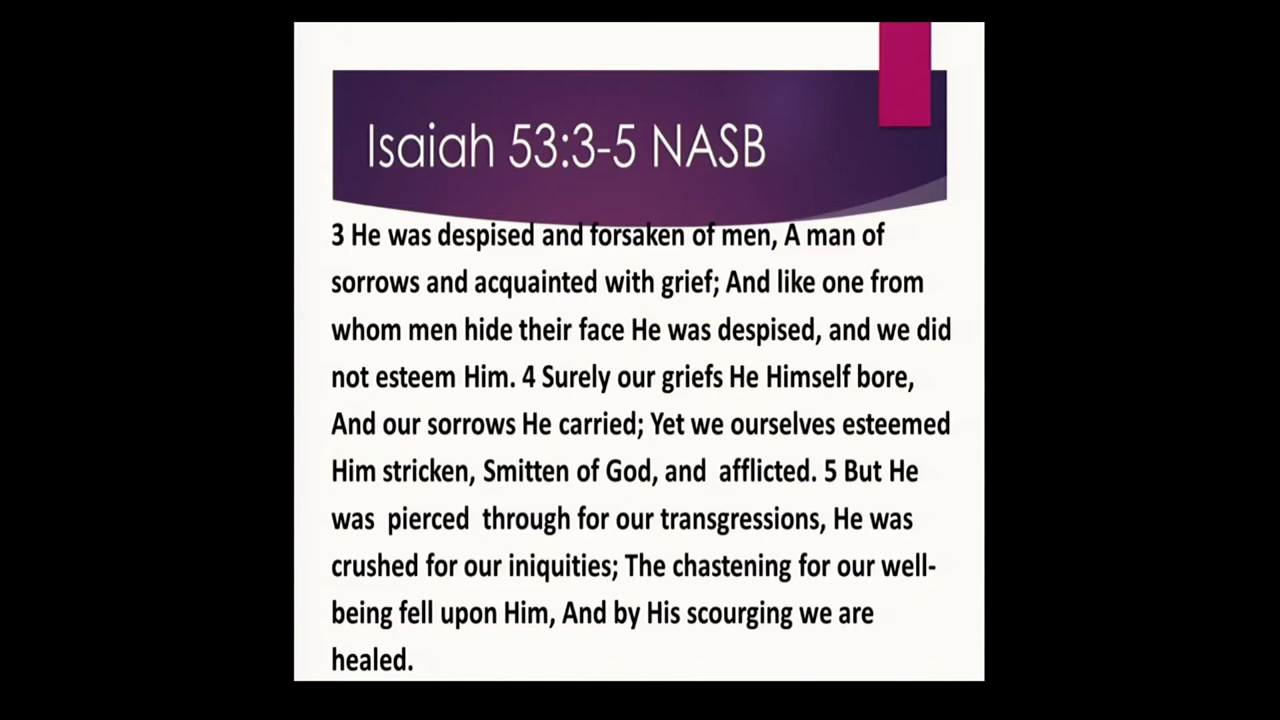 Isaiah 53:3-5 NASB
3 He was despised and forsaken of men, A man of
sorrows and acquainted with grief; And like one from
whom men hide their face He was despised, and we did
not esteem Him. 4 Surely our griefs He Himself bore,
And our sorrows He carried; Yet we ourselves esteemed
Him stricken, Smitten of God, and  afflicted. 5 But He
was  pierced  through for our transgressions, He was
crushed for our iniquities; The chastening for our well-
being fell upon Him, And by His scourging we are
healed.